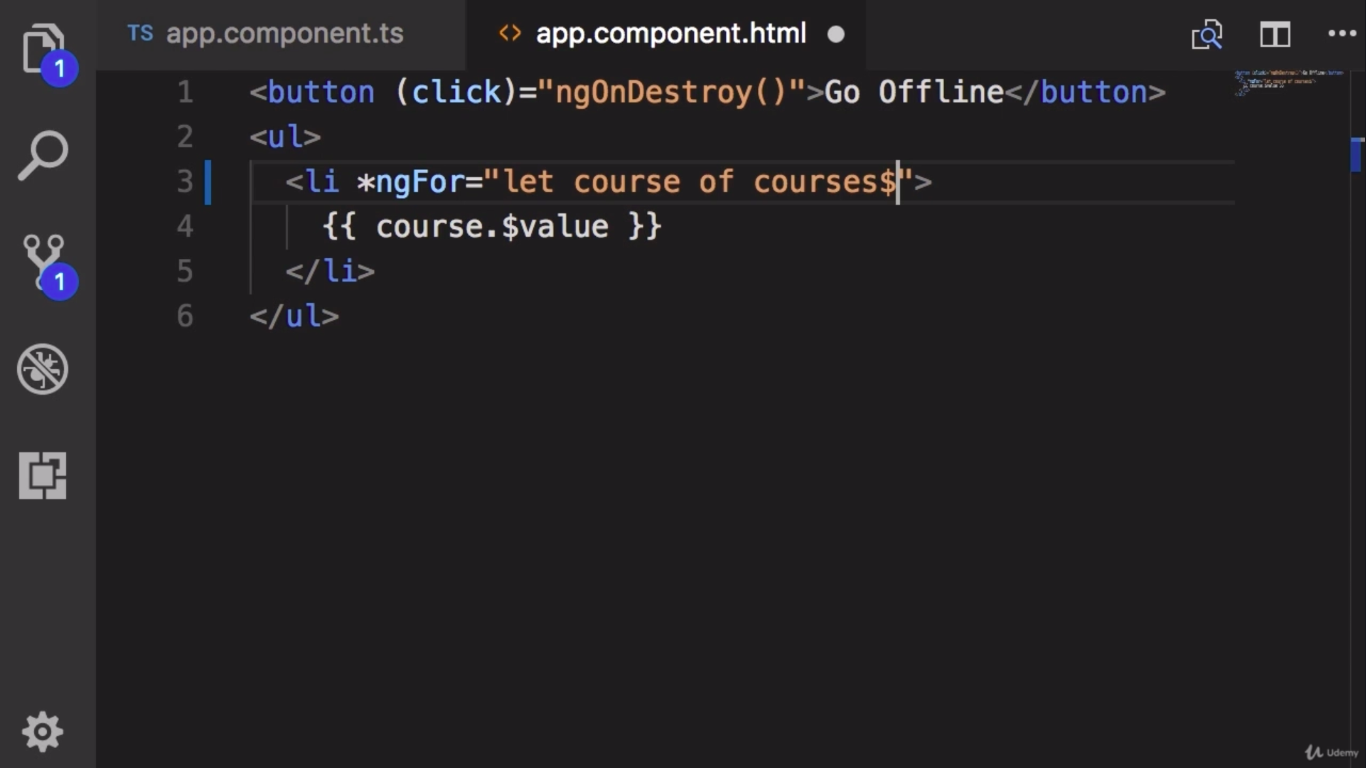 TS app.component.ts <> app.component.html
1
1 <button (click)="ngOnDestroy()">Go Offline</button>
2 <ul>
3 <li *ngFor="let course of courses$">
4 {{ course.$value }}
5 </li>
1
6 </ul>
Udemy